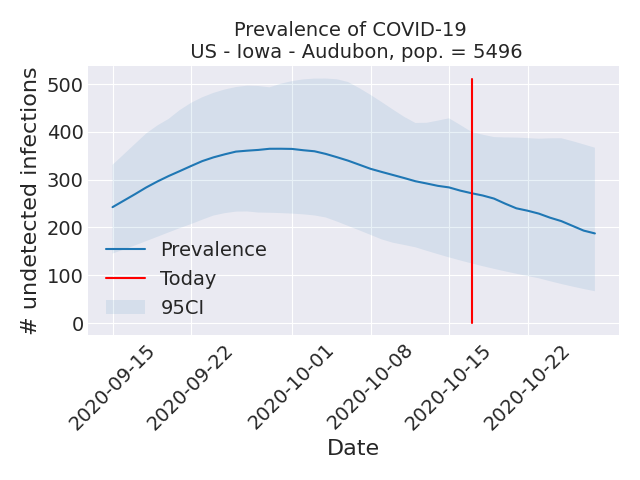 Prevalence of COVID-19
US - Iowa - Audubon, pop. = 5496
# undetected infections
500
400
300
200
100
0
Prevalence
Today
95CI
2020-09-15
2020-09-22
2020-10-01
2020-10-08
2020-10-15
2020-10-22
Date